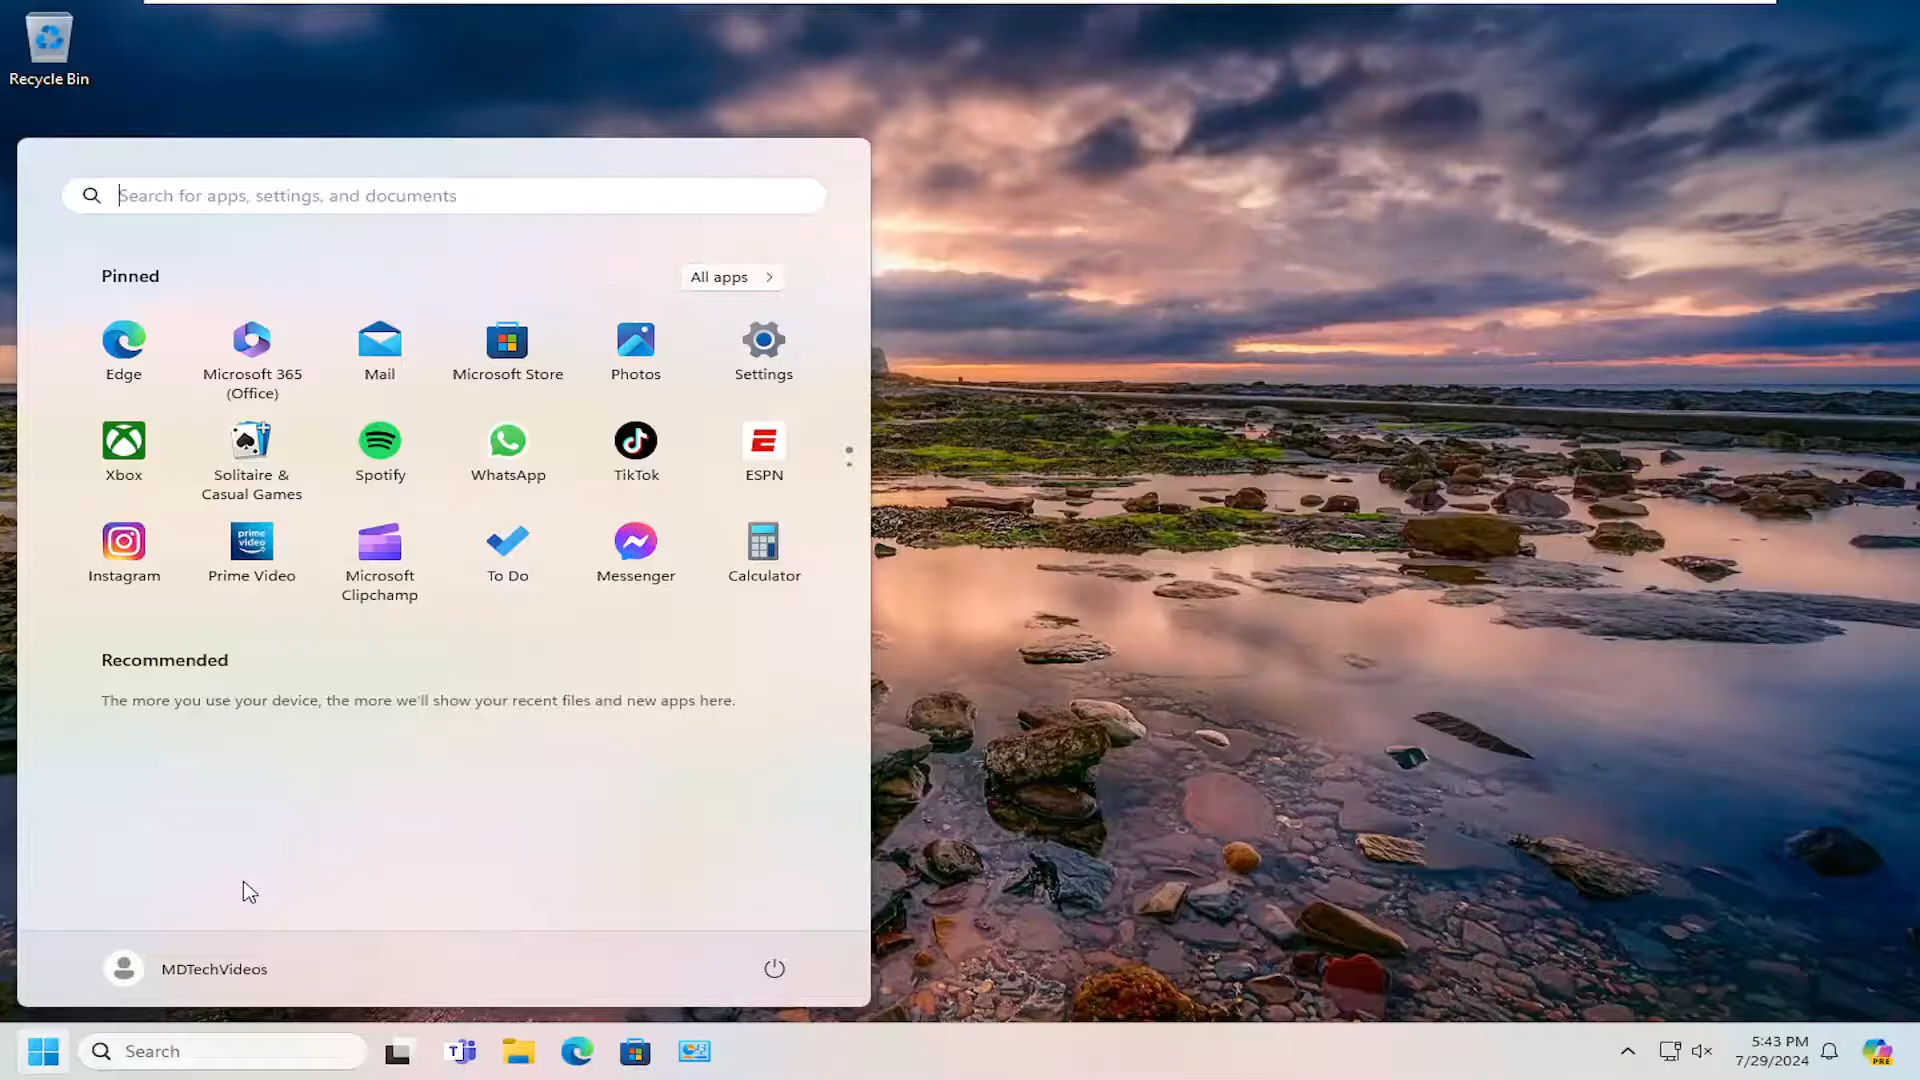 Recycle Bin
Search for apps, settings, and documents
Pinned
All apps
Edge
Microsoft 365
(Office)
Mail
Microsoft Store
Photos
Settings
Xbox
Solitaire &
Casual Games
Spotify
WhatsApp
TikTok
ESPN
prime
video
Instagram
Prime Video
Microsoft
Clipchamp
To Do
Messenger
Calculator
Recommended
The more you use your device, the more we'll show your recent files and new apps here.
MDTechVideos
Search
5:43 PM
7/29/2024
PRE